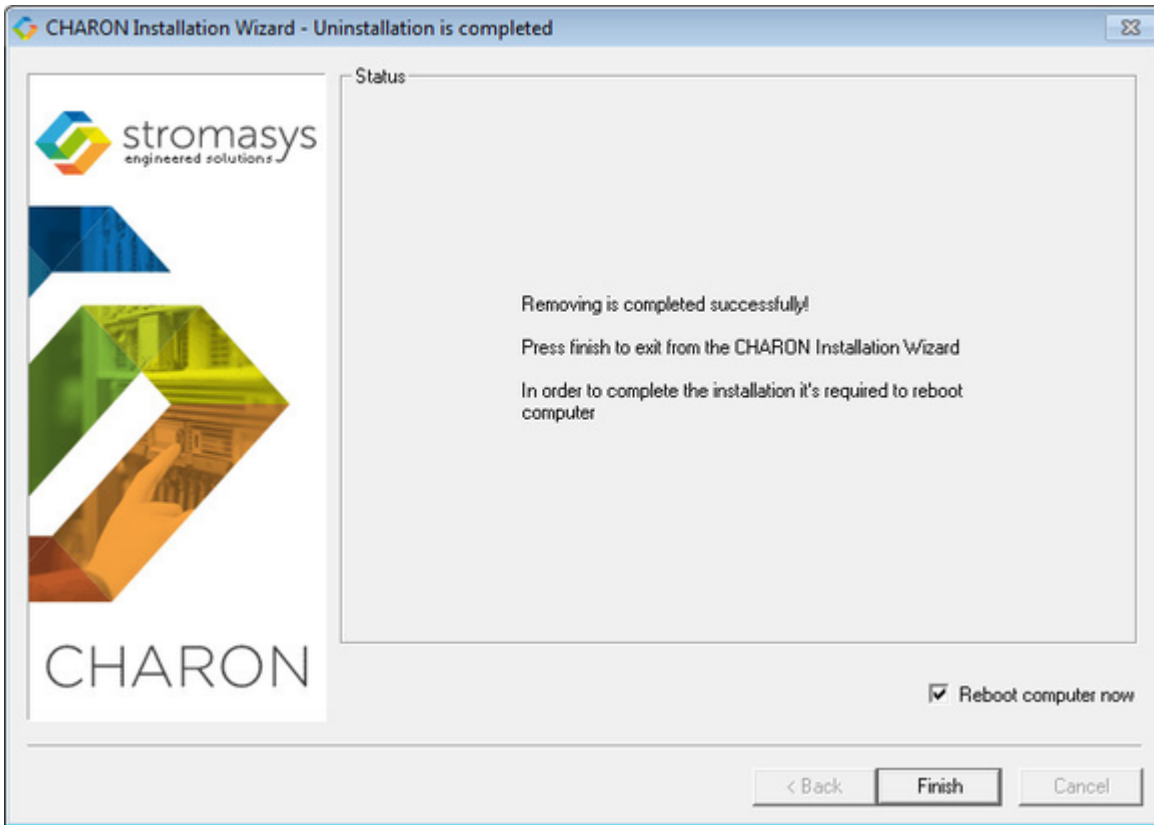 CHARON Installation Wizard - Uninstallation is completed
Status
stromasys
engineered solutions
Removing is completed successfully!
Press finish to exit from the CHARON Installation Wizard
In order to complete the installation it's required to reboot
computer
CHARON
Reboot computer now
< Back
Finish
Cancel